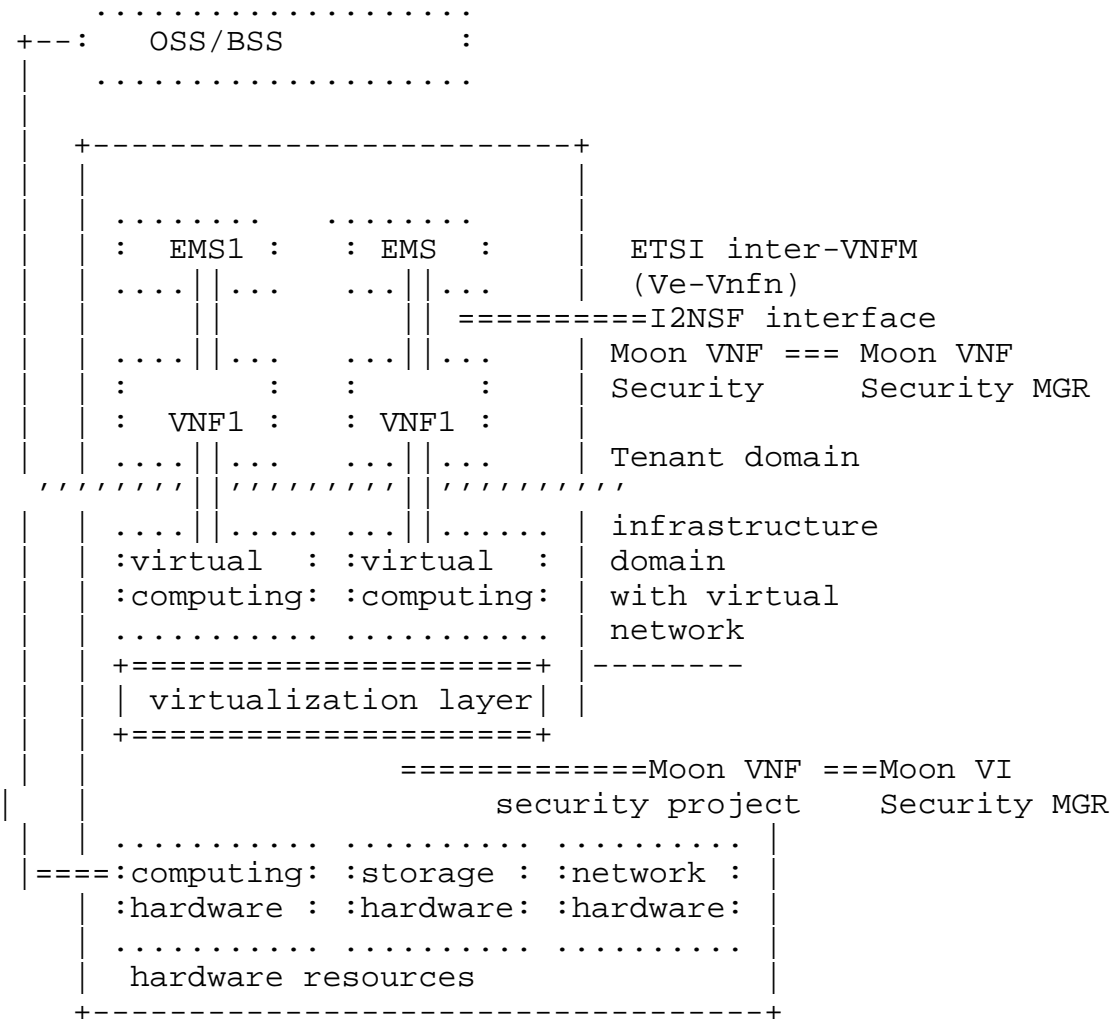 OSS/BSS
EMS1 EMS ETSI inter-VNFM
(Ve-Vnfn)
I2NSF interface
Moon VNF === Moon VNF
Security Security MGR
VNF1 VNF1
Tenant domain
infrastructure
virtual virtual domain
computing computing with virtual
network
virtualization layer
Moon VNF ===Moon VI
security project Security MGR
computing storage network
hardware hardware hardware
hardware resources